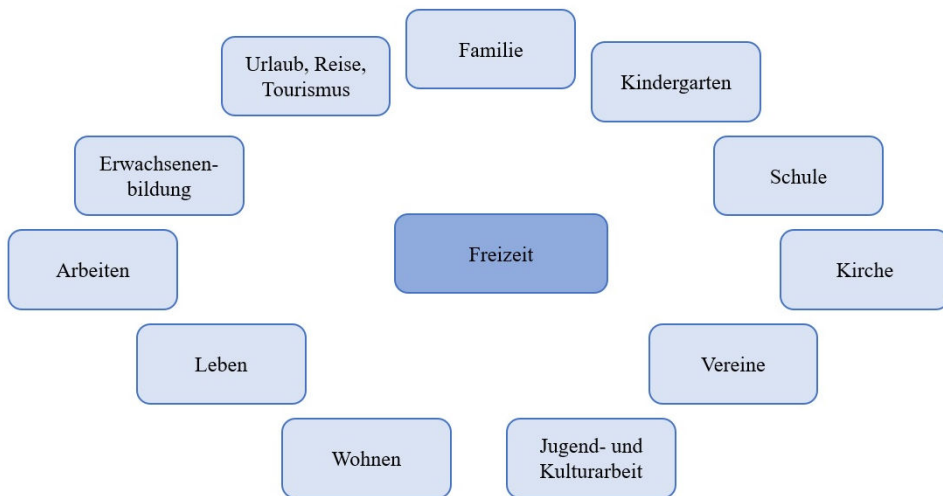 Familie
Urlaub, Reise,
Tourismus
Kindergarten
Erwachsenen-
bildung
Schule
Freizeit
Arbeiten
Kirche
Leben
Vereine
Wohnen
Jugend- und
Kulturarbeit